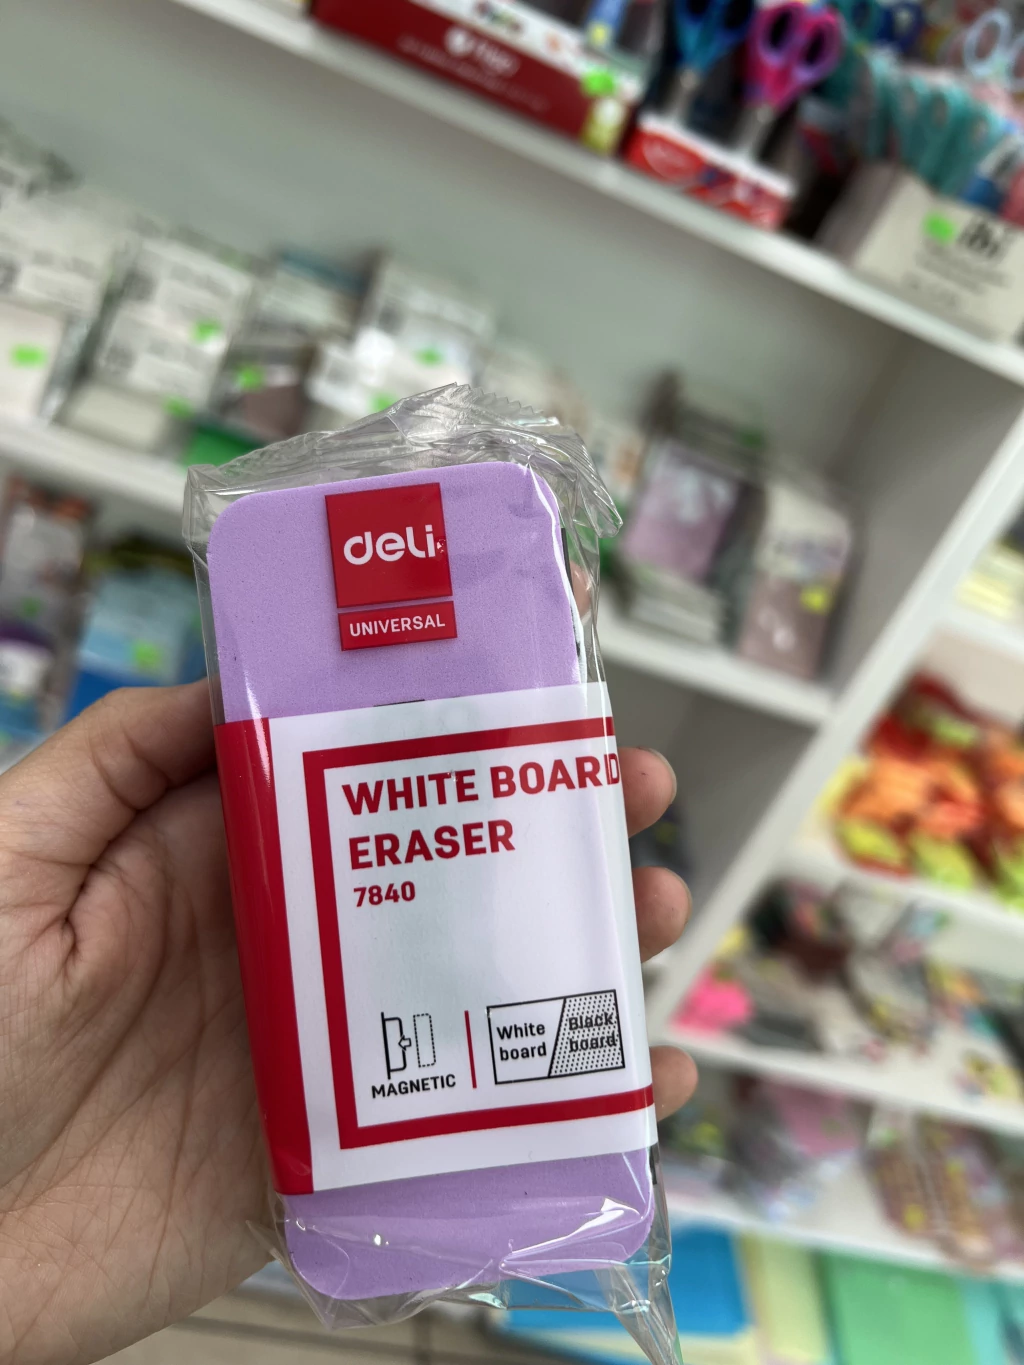 deli
UNIVERSAL
WHITE BOARD
ERASER
7840
MAGNETIC
White
board
Black
board